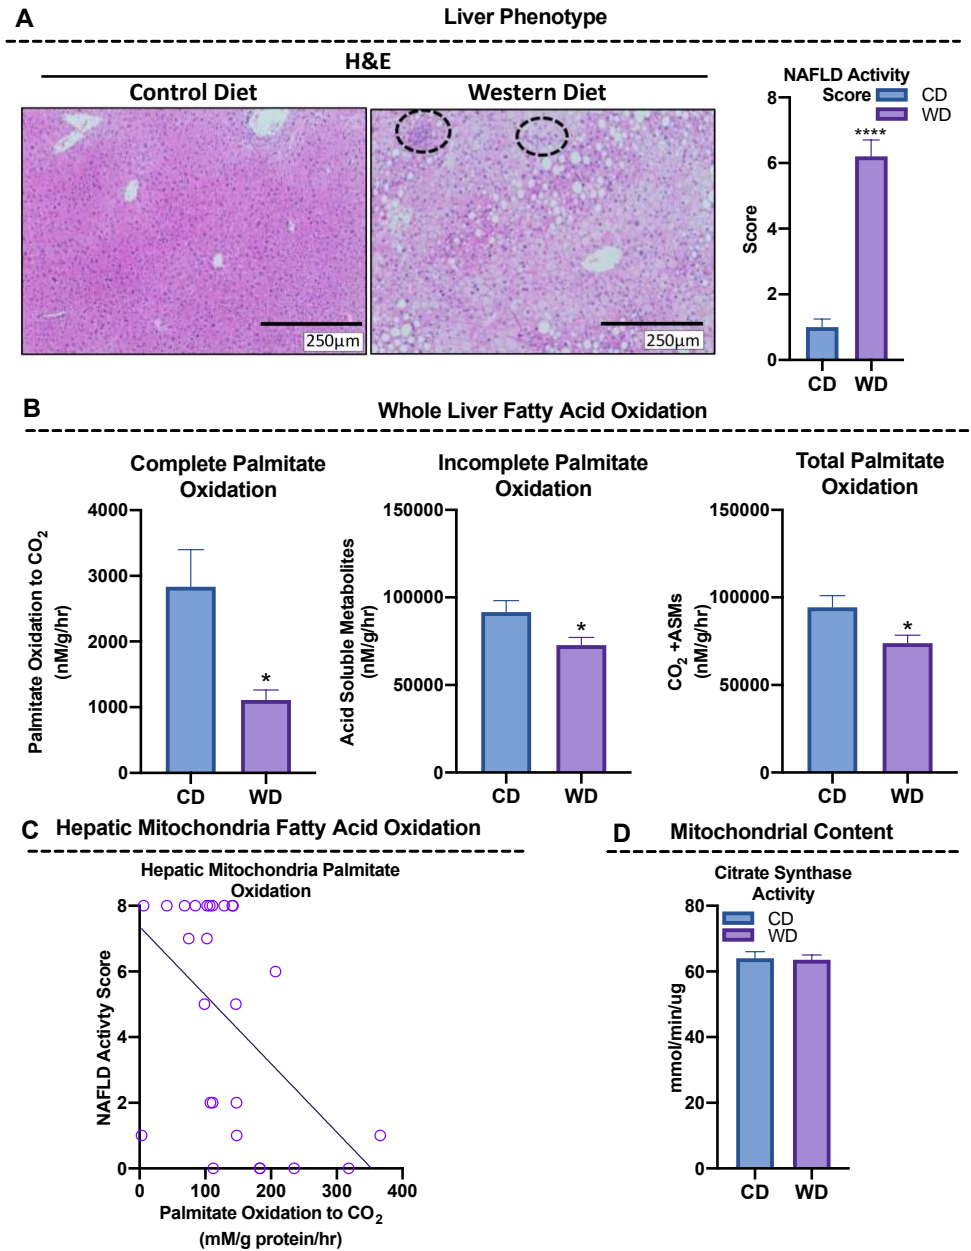 A
Liver Phenotype
H&E
Control Diet
Western Diet
250µm
250µm
NAFLD Activity
Score
CD
WD
****
8
6
4
2
0
Score
CD
WD
B
Whole Liver Fatty Acid Oxidation
Complete Palmitate
Oxidation
Palmitate Oxidation to CO2
(nM/g/hr)
4000
3000
2000
1000
0
*
CD
WD
Incomplete Palmitate
Oxidation
Acid Soluble Metabolites
(nM/g/hr)
150000
100000
50000
0
*
CD
WD
Total Palmitate
Oxidation
CO2 +ASMs
(nM/g/hr)
150000
100000
50000
0
*
CD
WD
C
Hepatic Mitochondria Fatty Acid Oxidation
Hepatic Mitochondria Palmitate
Oxidation
NAFLD Activty Score
8
6
4
2
0
0
100
200
300
400
Palmitate Oxidation to CO2
(mM/g protein/hr)
D
Mitochondrial Content
Citrate Synthase
Activity
CD
WD
mmol/min/ug
80
60
40
20
0
CD
WD